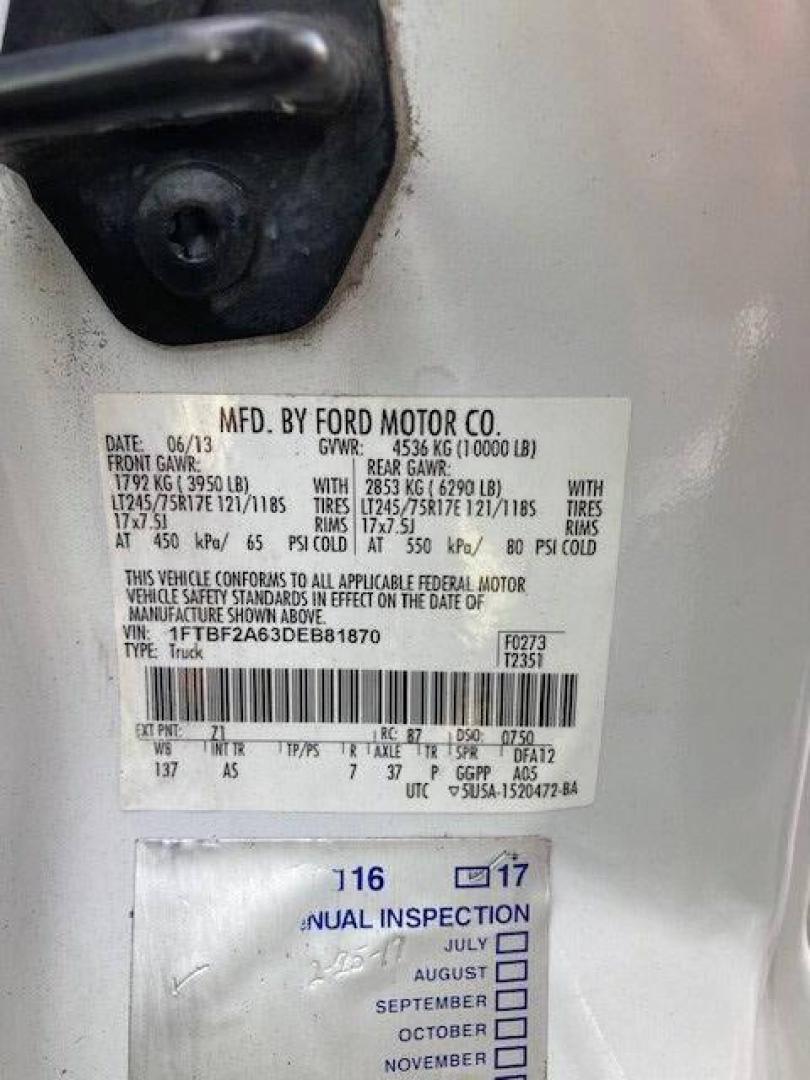 MFD. BY FORD MOTOR CO.
DATE: 06/13 GVWR: 4536 KG (10000 LB)
FRONT GAWR: REAR GAWR:
1792 KG ( 3950 LB) WITH 2853 KG ( 6290 LB) WITH
LT245/75R17E 121/118S TIRES LT245/75R17E 121/118S TIRES
17x7.5J RIMS 17x7.5J RIMS
AT 450 kPa/ 65 PSI COLD AT 550 kPa/ 80 PSI COLD
THIS VEHICLE CONFORMS TO ALL APPLICABLE FEDERAL MOTOR
VEHICLE SAFETY STANDARDS IN EFFECT ON THE DATE OF
MANUFACTURE SHOWN ABOVE.
VIN: 1FTBF2A63DEB81870 F0273
TYPE: Truck T2351
EXT PNT: Z1 RC: 87 DSO: 0750
WB INT TR TP/PS R AXLE TR SPR DFA12
137 AS 7 37 P GGPP A05
UTC ▽5U5A-1520472-BA
16 17
NUAL INSPECTION
JULY
2-25-17
AUGUST
SEPTEMBER
OCTOBER
NOVEMBER